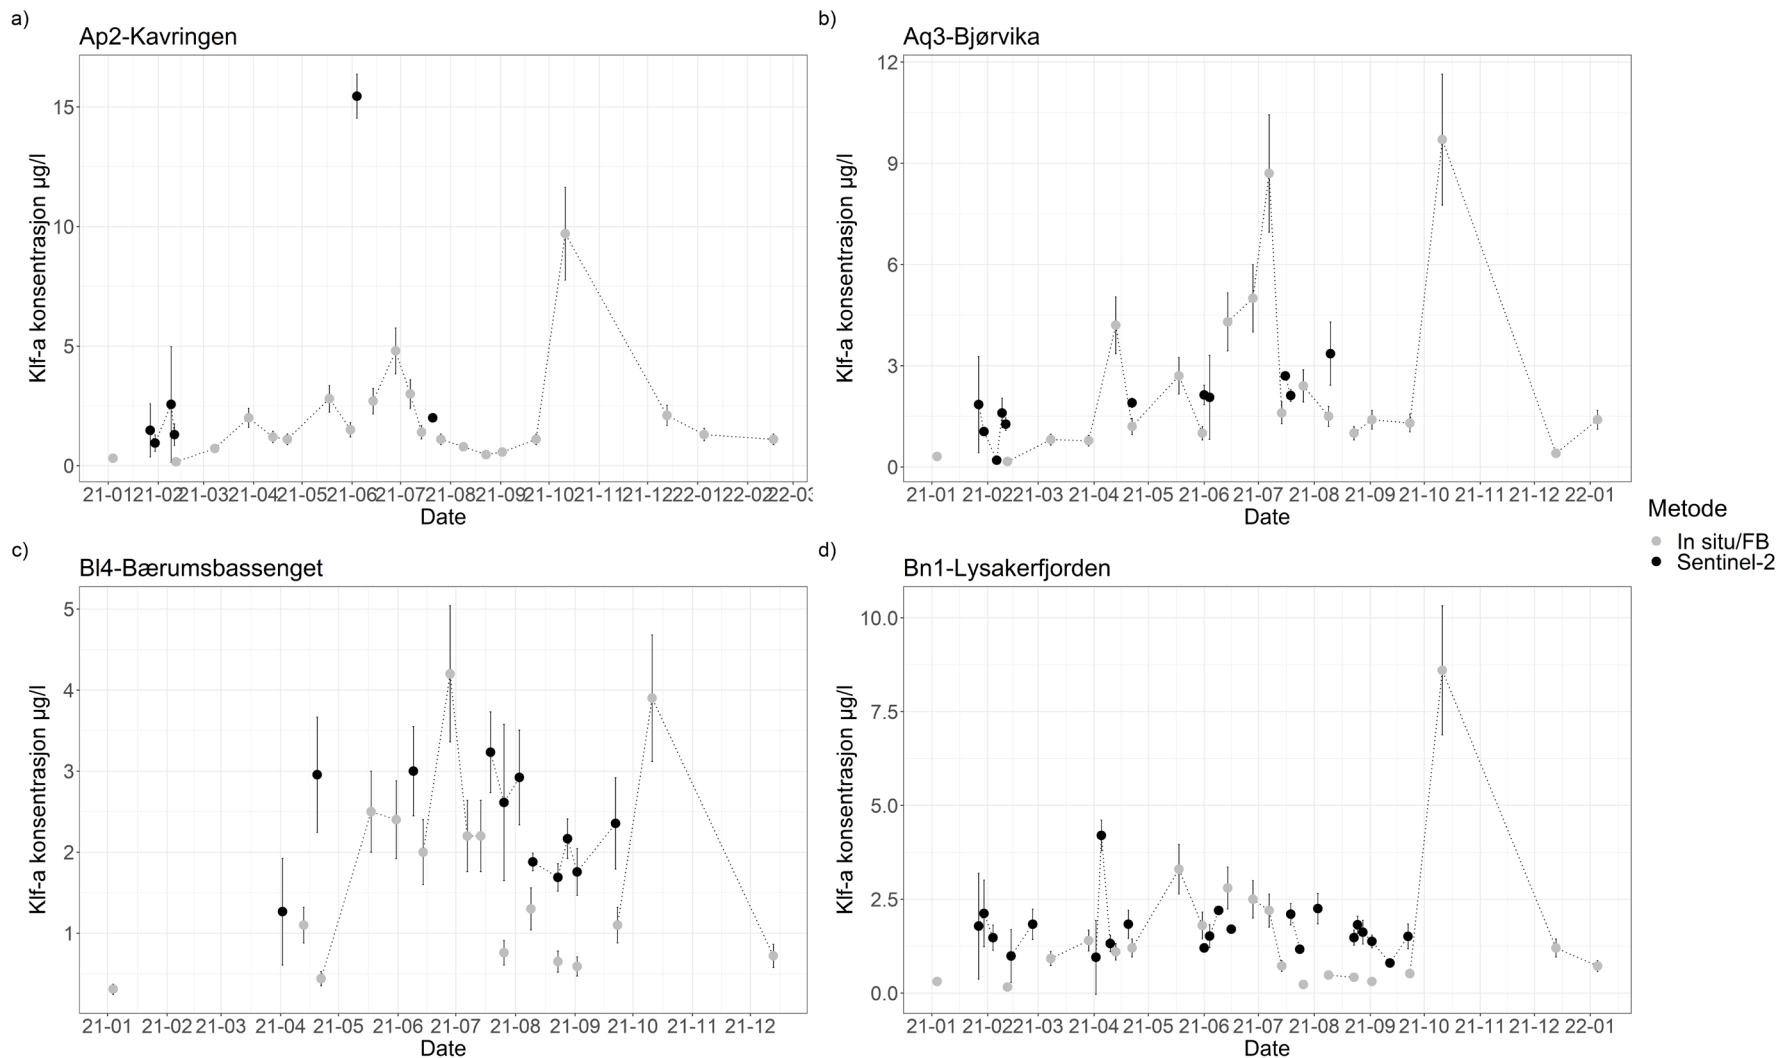 a)
Ap2-Kavringen
Klf-a konsentrasjon µg/l
15
10
5
0
21-01 21-02 21-03 21-04 21-05 21-06 21-07 21-08 21-09 21-10 21-11 21-12 22-01 22-02 22-03
Date
b)
Aq3-Bjørvika
Klf-a konsentrasjon µg/l
12
9
6
3
0
21-01 21-02 21-03 21-04 21-05 21-06 21-07 21-08 21-09 21-10 21-11 21-12 22-01
Date
Metode
In situ/FB
Sentinel-2
c)
Bl4-Bærumsbassenget
Klf-a konsentrasjon µg/l
5
4
3
2
1
21-01 21-02 21-03 21-04 21-05 21-06 21-07 21-08 21-09 21-10 21-11 21-12
Date
d)
Bn1-Lysakerfjorden
Klf-a konsentrasjon µg/l
10.0
7.5
5.0
2.5
0.0
21-01 21-02 21-03 21-04 21-05 21-06 21-07 21-08 21-09 21-10 21-11 21-12 22-01
Date